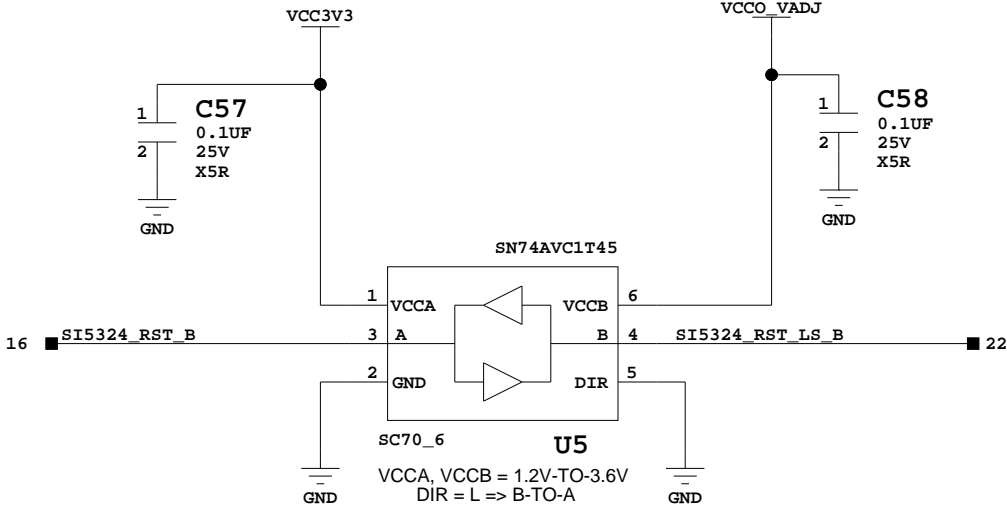 VCC3V3
VCCO_VADJ
1
C57
0.1UF
2
25V
X5R
GND
1
C58
0.1UF
2
25V
X5R
GND
SN74AVC1T45
1 VCCA VCCB 6
16 SI5324_RST_B 3 A B 4 SI5324_RST_LS_B 22
2 GND DIR 5
SC70_6
U5
GND
VCCA, VCCB = 1.2V-TO-3.6V
DIR = L => B-TO-A
GND